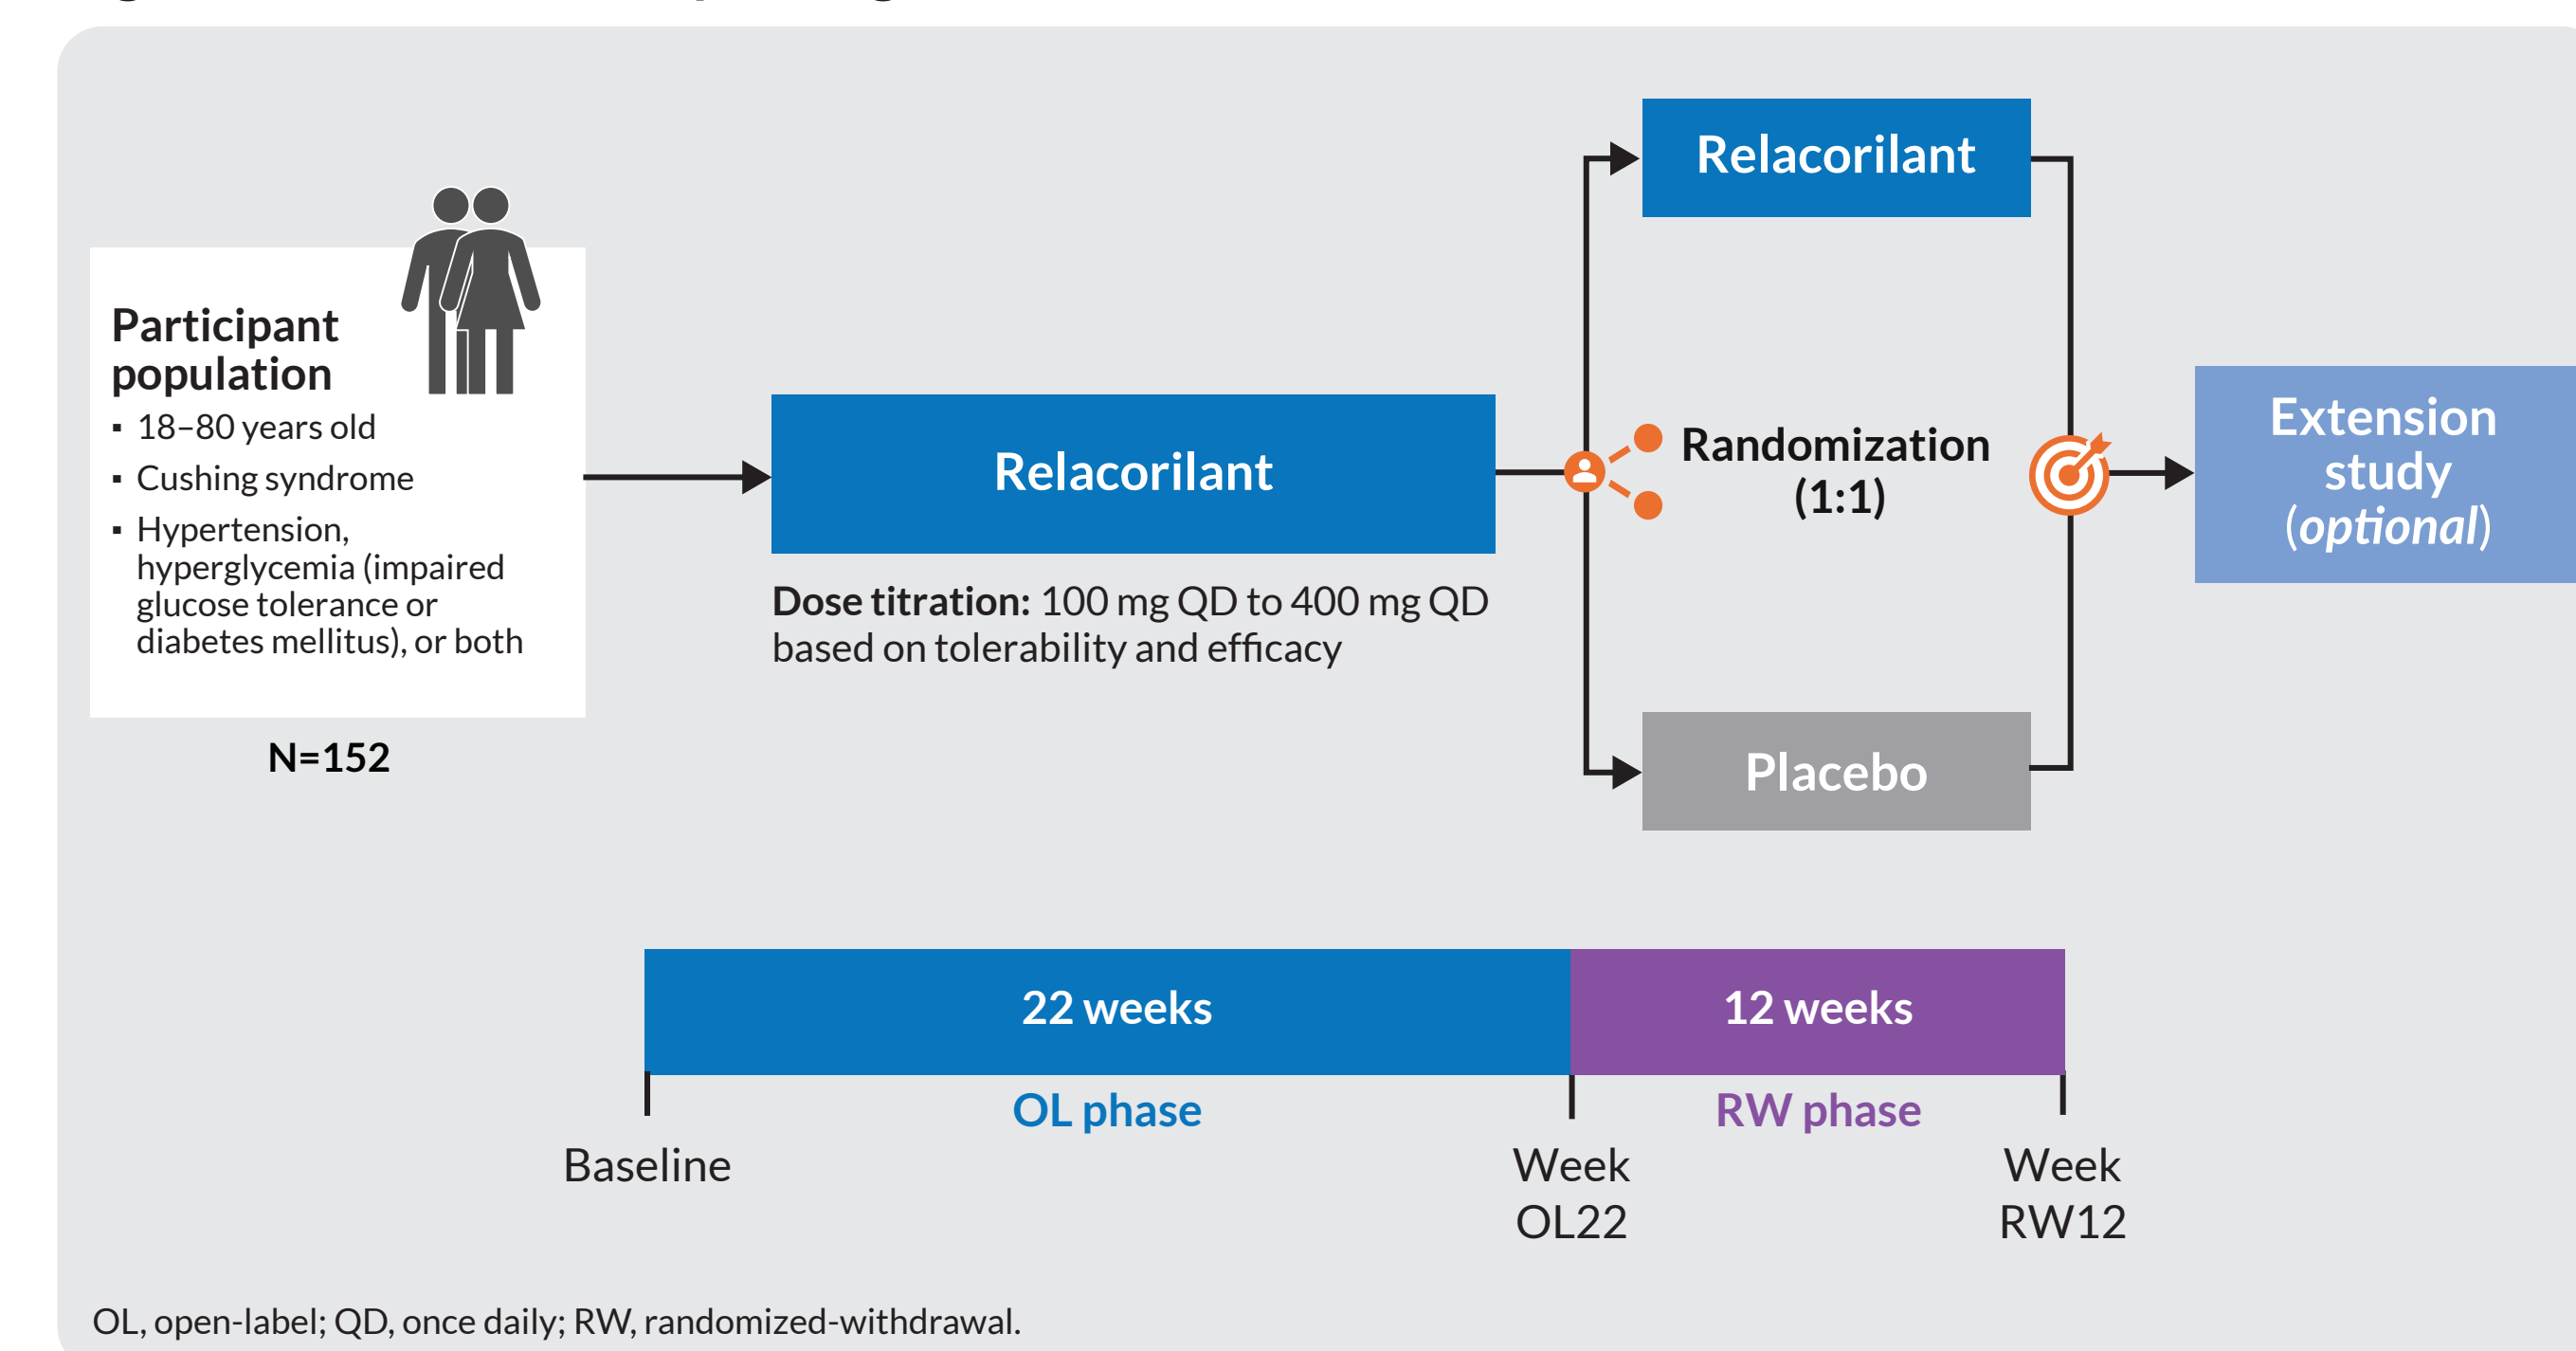 Participant
population
▪ 18–80 years old
▪ Cushing syndrome
▪ Hypertension,
hyperglycemia (impaired
glucose tolerance or
diabetes mellitus), or both
N=152
Relacorilant
Dose titration: 100 mg QD to 400 mg QD
based on tolerability and efficacy
Relacorilant
Randomization
(1:1)
Placebo
Extension
study
(optional)
22 weeks
12 weeks
OL phase
RW phase
Baseline
Week
OL22
Week
RW12
OL, open-label; QD, once daily; RW, randomized-withdrawal.